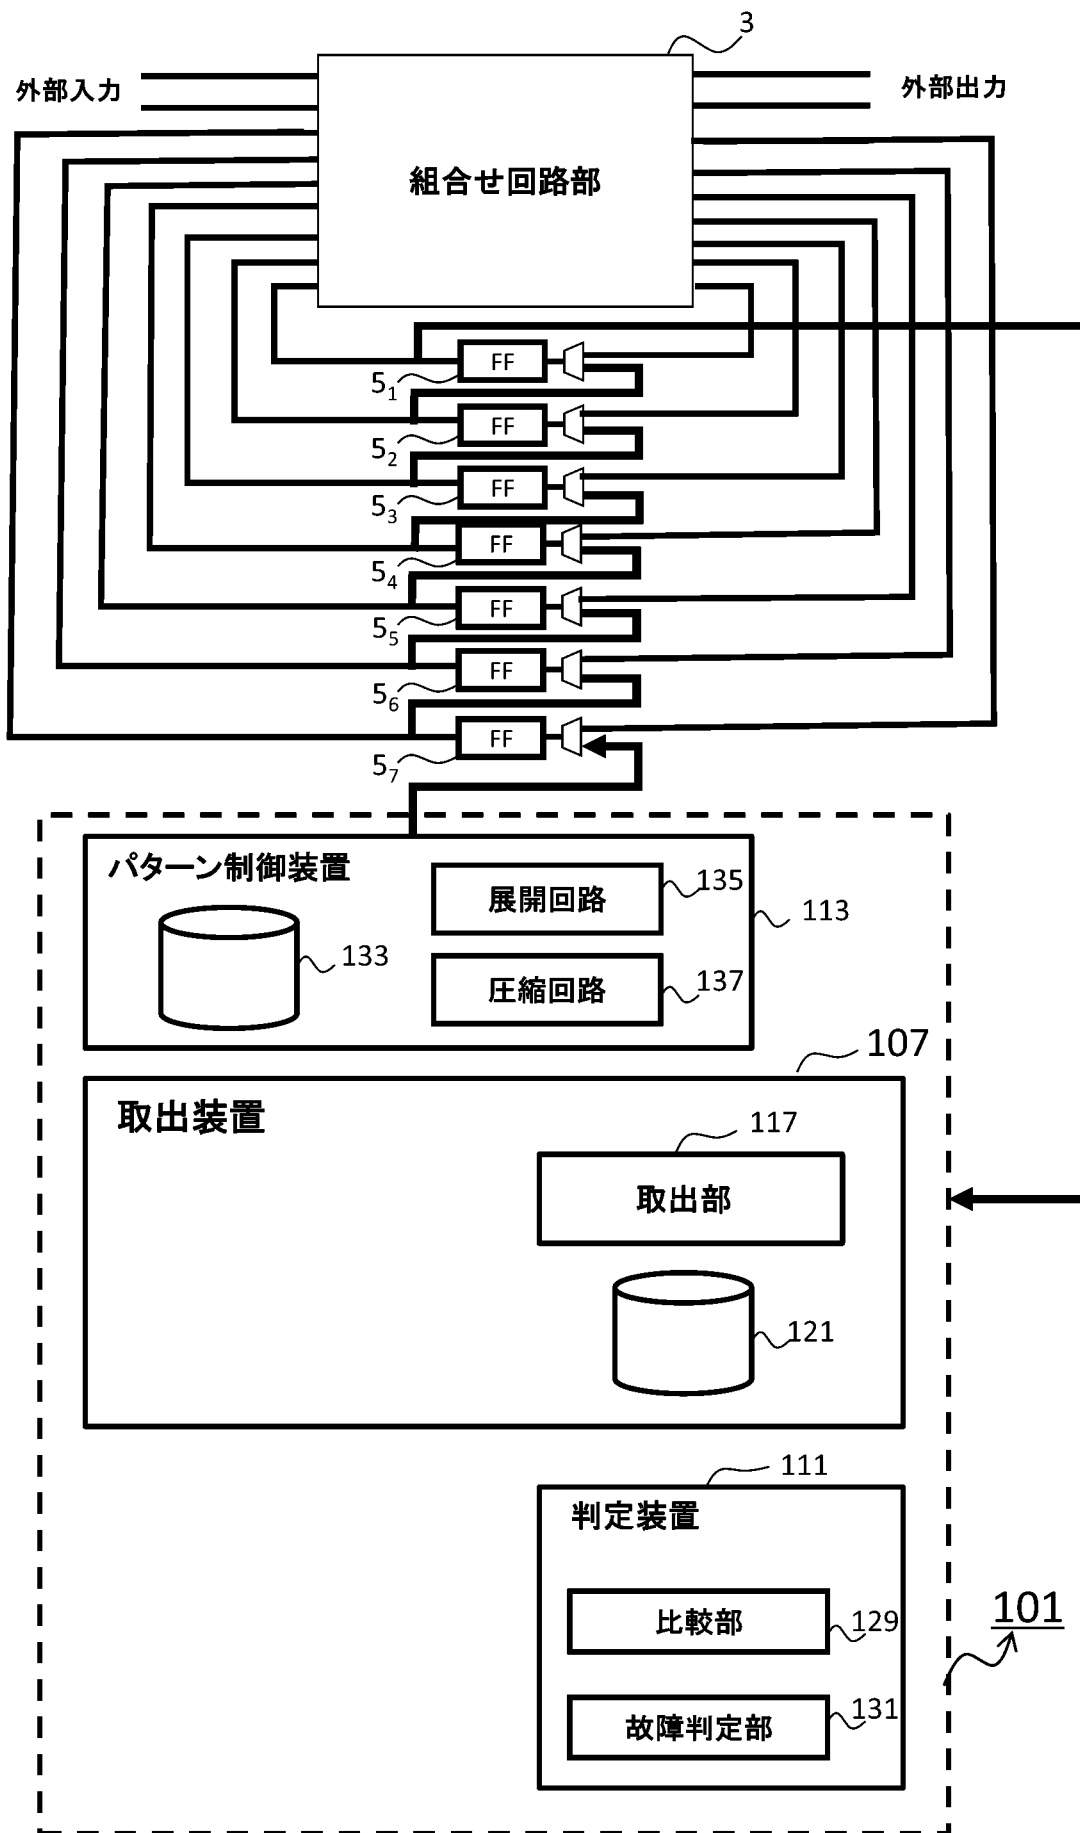 3
外部入力
外部出力
組合せ回路部
FF
5₁
FF
5₂
FF
5₃
FF
5₄
FF
5₅
FF
5₆
FF
5₇
パターン制御装置
展開回路
135
113
133
圧縮回路
137
107
取出装置
117
取出部
121
111
判定装置
101
比較部
129
故障判定部
131